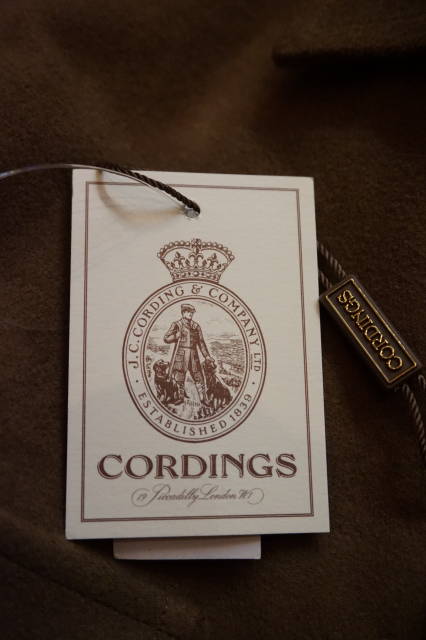 J.C. CORDING & COMPANY LTD
· ESTABLISHED 1839 ·
CORDINGS
19 Piccadilly London W1
CORDINGS